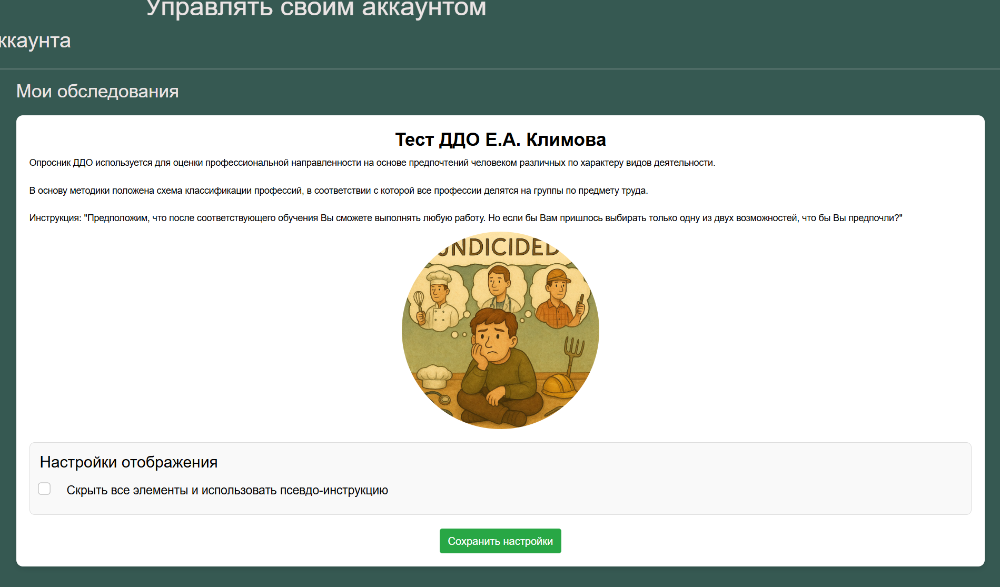 Управлять своим аккаунтом
ккаунта
Мои обследования
Тест ДДО Е.А. Климова
Опросник ДДО используется для оценки профессиональной направленности на основе предпочтений человеком различных по характеру видов деятельности.
В основу методики положена схема классификации профессий, в соответствии с которой все профессии делятся на группы по предмету труда.
Инструкция: "Предположим, что после соответствующего обучения Вы сможете выполнять любую работу. Но если бы Вам пришлось выбирать только одну из двух возможностей, что бы Вы предпочли?"
UNDICIDED
Настройки отображения
Скрыть все элементы и использовать псевдо-инструкцию
Сохранить настройки